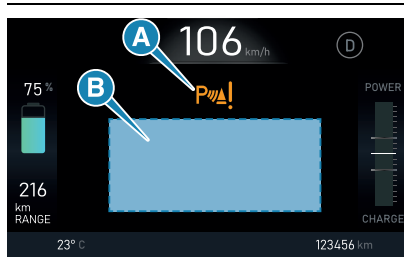 A
106 km/h
D
75 %
P
B
POWER
216
km
RANGE
CHARGE
23° C
123456 km